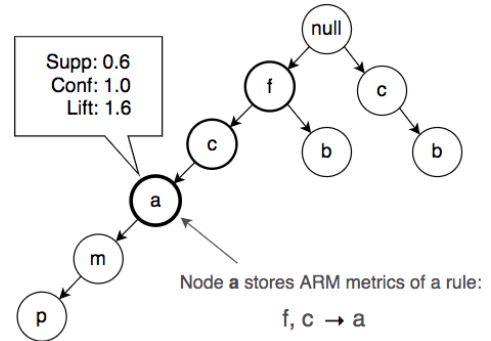 null
Supp: 0.6
Conf: 1.0
Lift: 1.6
f
c
c
b
b
a
m
p
Node a stores ARM metrics of a rule:
f, c → a